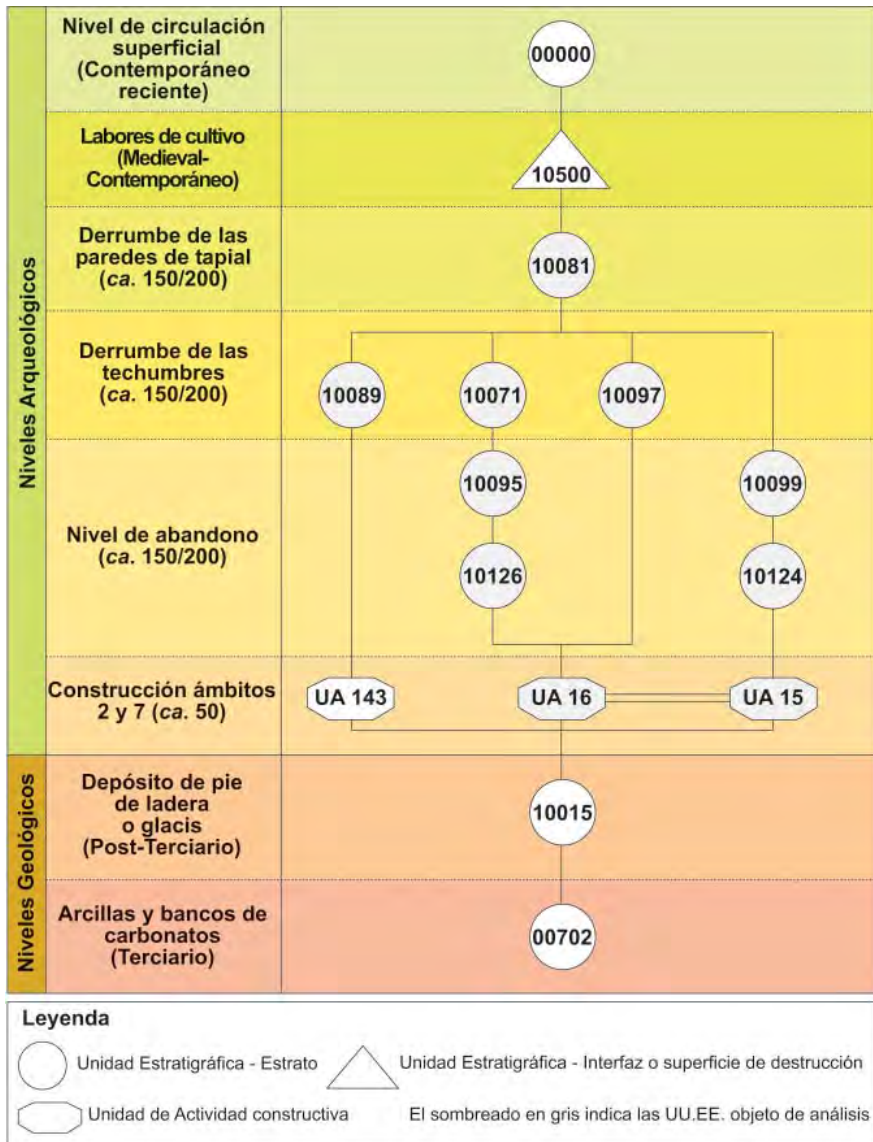 Niveles Arqueológicos
Nivel de circulación
superficial
(Contemporáneo
reciente)
00000
Labores de cultivo
(Medieval-
Contemporáneo)
10500
Derrumbe de las
paredes de tapial
(ca. 150/200)
10081
Derrumbe de las
techumbres
(ca. 150/200)
10089
10071
10097
Nivel de abandono
(ca. 150/200)
10095
10099
10126
10124
Construcción ámbitos
2 y 7 (ca. 50)
UA 143
UA 16
UA 15
Niveles Geológicos
Depósito de pie
de ladera
o glacis
(Post-Terciario)
10015
Arcillas y bancos de
carbonatos
(Terciario)
00702
Leyenda
Unidad Estratigráfica - Estrato
Unidad Estratigráfica - Interfaz o superficie de destrucción
Unidad de Actividad constructiva
El sombreado en gris indica las UU.EE. objeto de análisis